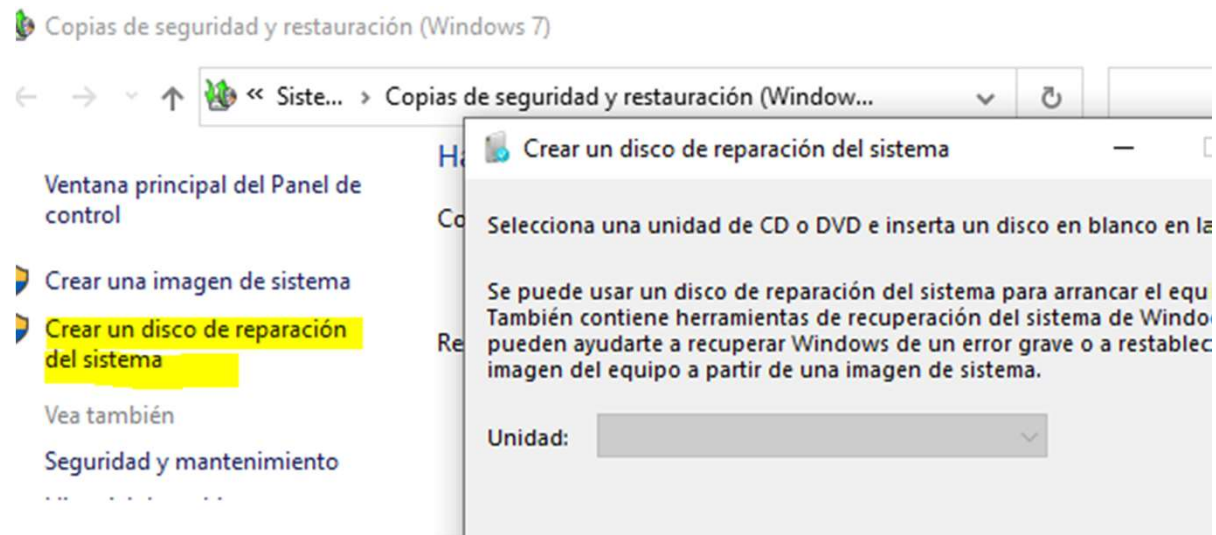 Copias de seguridad y restauración (Windows 7)
« Siste... > Copias de seguridad y restauración (Window...
Crear un disco de reparación del sistema
Ventana principal del Panel de
control
Selecciona una unidad de CD o DVD e inserta un disco en blanco en la
Crear una imagen de sistema
Se puede usar un disco de reparación del sistema para arrancar el equ
Crear un disco de reparación
del sistema
También contiene herramientas de recuperación del sistema de Windo
pueden ayudarte a recuperar Windows de un error grave o a restablec
imagen del equipo a partir de una imagen de sistema.
Vea también
Unidad:
Seguridad y mantenimiento